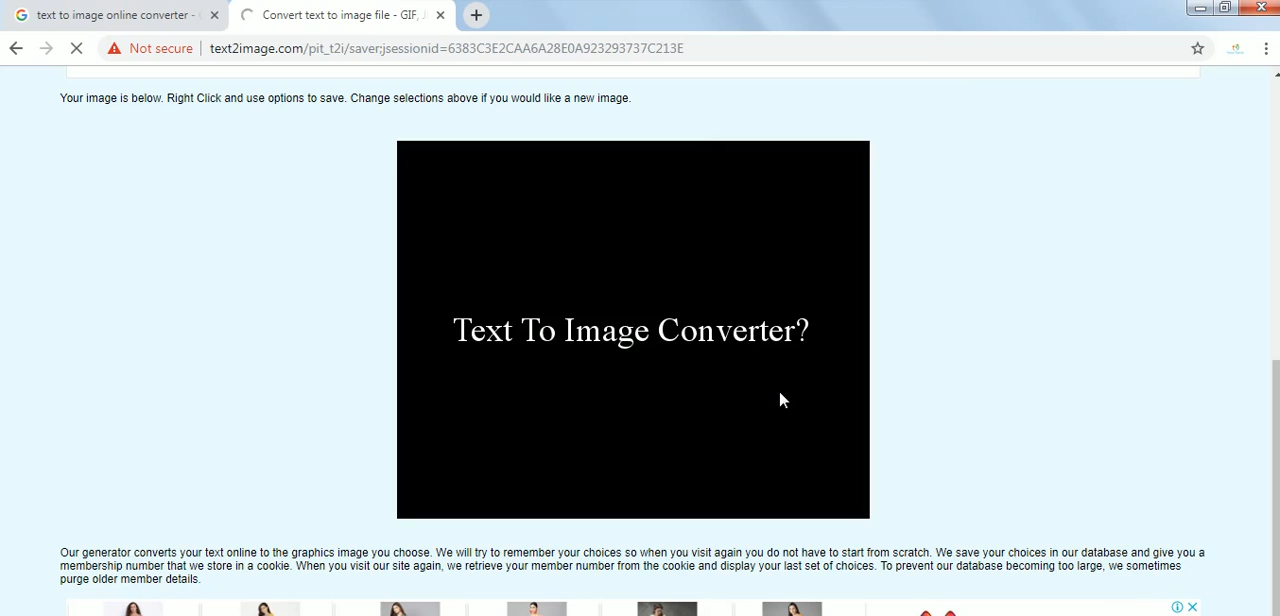 text to image online converter -
Convert text to image file - GIF,
Not secure
text2image.com/pit_t2i/saver;jsessionid=6383C3E2CAA6A28E0A923293737C213E
Your image is below. Right Click and use options to save. Change selections above if you would like a new image.
Text To Image Converter?
Our generator converts your text online to the graphics image you choose. We will try to remember your choices so when you visit again you do not have to start from scratch. We save your choices in our database and give you a
membership number that we store in a cookie. When you visit our site again, we retrieve your member number from the cookie and display your last set of choices. To prevent our database becoming too large, we sometimes
purge older member details.